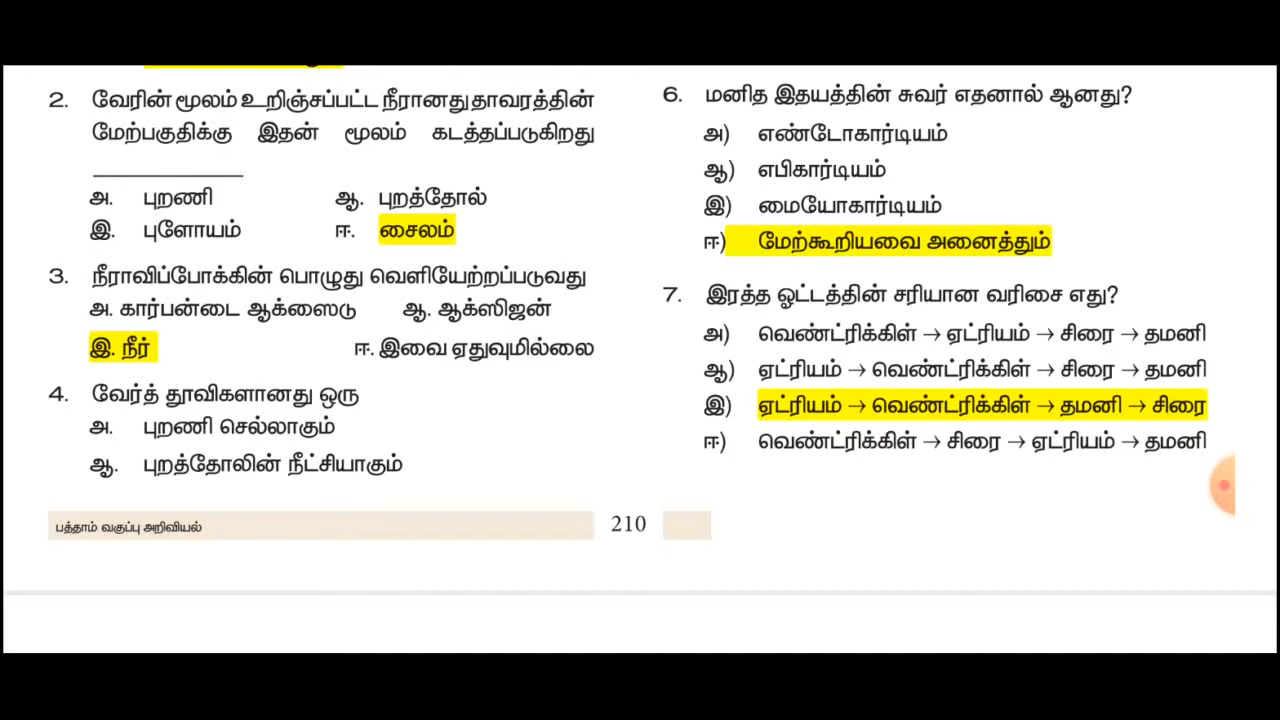 2. வேரின் மூலம் உறிஞ்சப்பட்ட நீரானது தாவரத்தின்
மேற்பகுதிக்கு இதன் மூலம் கடத்தப்படுகிறது
____________
அ. புறணி ஆ. புறத்தோல்
இ. புளோயம் ஈ. சைலம்
3. நீராவிப்போக்கின் பொழுது வெளியேற்றப்படுவது
அ. கார்பன்டை ஆக்ஸைடு ஆ. ஆக்ஸிஜன்
இ. நீர் ஈ. இவை ஏதுவுமில்லை
4. வேர்த் தூவிகளானது ஒரு
அ. புறணி செல்லாகும்
ஆ. புறத்தோலின் நீட்சியாகும்
6. மனித இதயத்தின் சுவர் எதனால் ஆனது?
அ) எண்டோகார்டியம்
ஆ) எபிகார்டியம்
இ) மையோகார்டியம்
ஈ) மேற்கூறியவை அனைத்தும்
7. இரத்த ஓட்டத்தின் சரியான வரிசை எது?
அ) வெண்ட்ரிக்கிள் → ஏட்ரியம் → சிரை → தமனி
ஆ) ஏட்ரியம் → வெண்ட்ரிக்கிள் → சிரை → தமனி
இ) ஏட்ரியம் → வெண்ட்ரிக்கிள் → தமனி → சிரை
ஈ) வெண்ட்ரிக்கிள் → சிரை → ஏட்ரியம் → தமனி
பத்தாம் வகுப்பு அறிவியல் 210